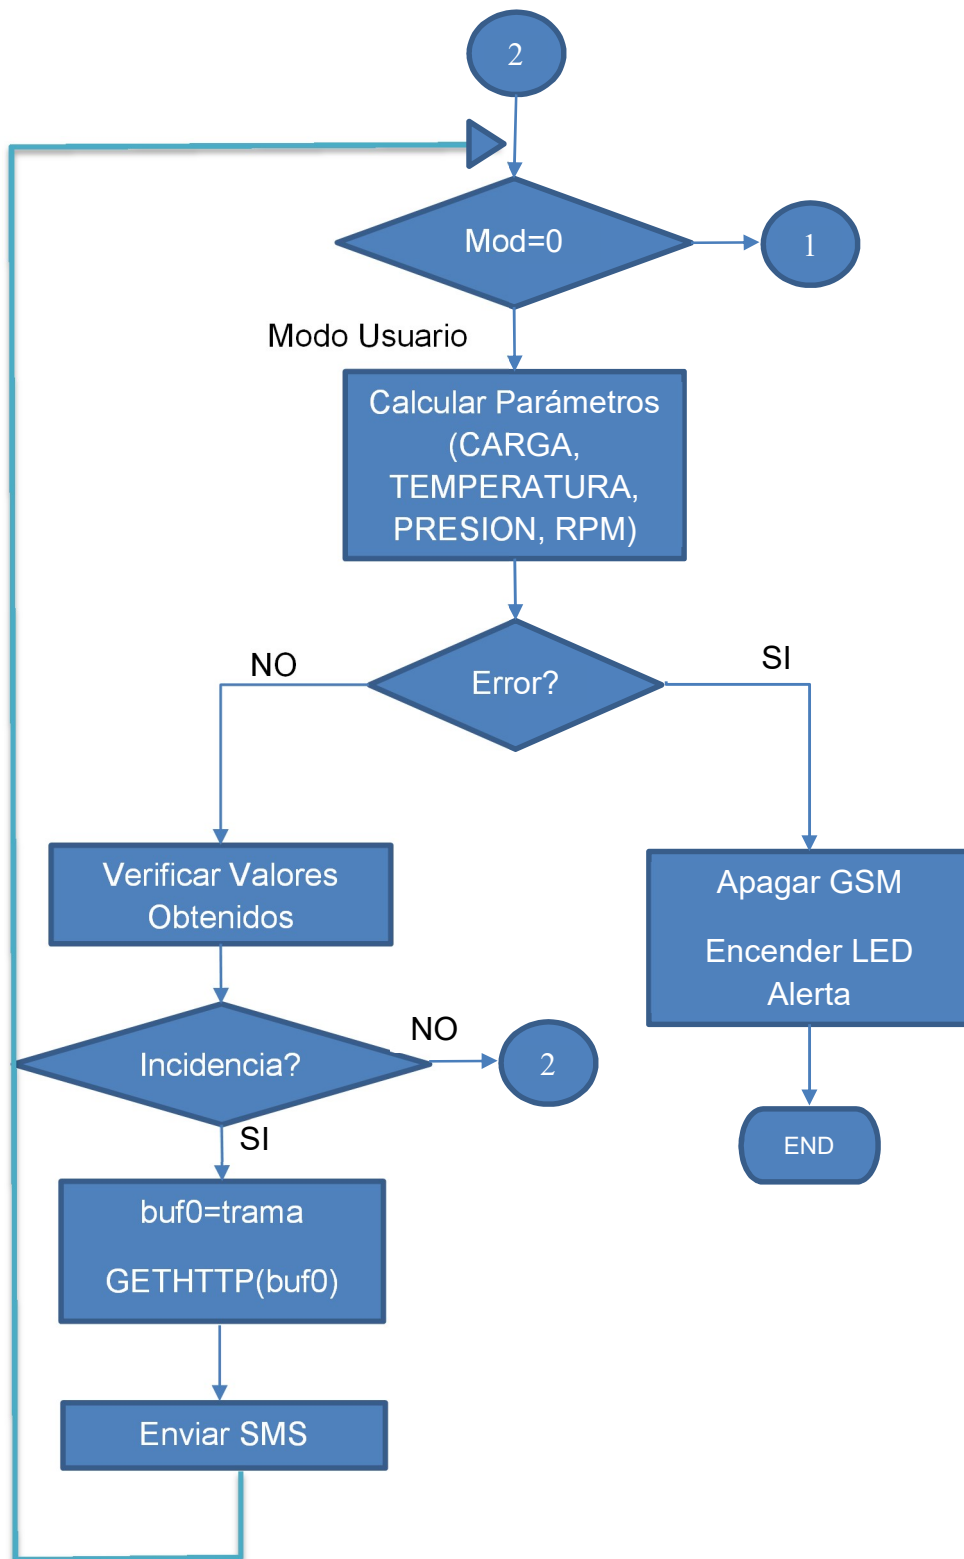 2
Mod=0
1
Modo Usuario
Calcular Parámetros
(CARGA,
TEMPERATURA,
PRESION, RPM)
NO
Error?
SI
Verificar Valores
Obtenidos
Apagar GSM
Encender LED
Alerta
Incidencia?
NO
2
SI
END
buf0=trama
GETHTTP(buf0)
Enviar SMS